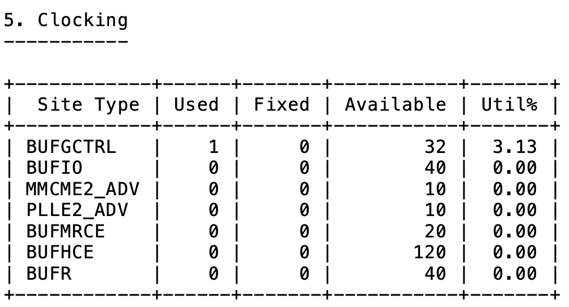 5. Clocking
-----------
+------------+------+-------+-----------+-------+
|  Site Type | Used | Fixed | Available | Util% |
+------------+------+-------+-----------+-------+
| BUFGCTRL   |    1 |     0 |        32 |  3.13 |
| BUFIO      |    0 |     0 |        40 |  0.00 |
| MMCME2_ADV |    0 |     0 |        10 |  0.00 |
| PLLE2_ADV  |    0 |     0 |        10 |  0.00 |
| BUFMRCE    |    0 |     0 |        20 |  0.00 |
| BUFHCE     |    0 |     0 |       120 |  0.00 |
| BUFR       |    0 |     0 |        40 |  0.00 |
+------------+------+-------+-----------+-------+